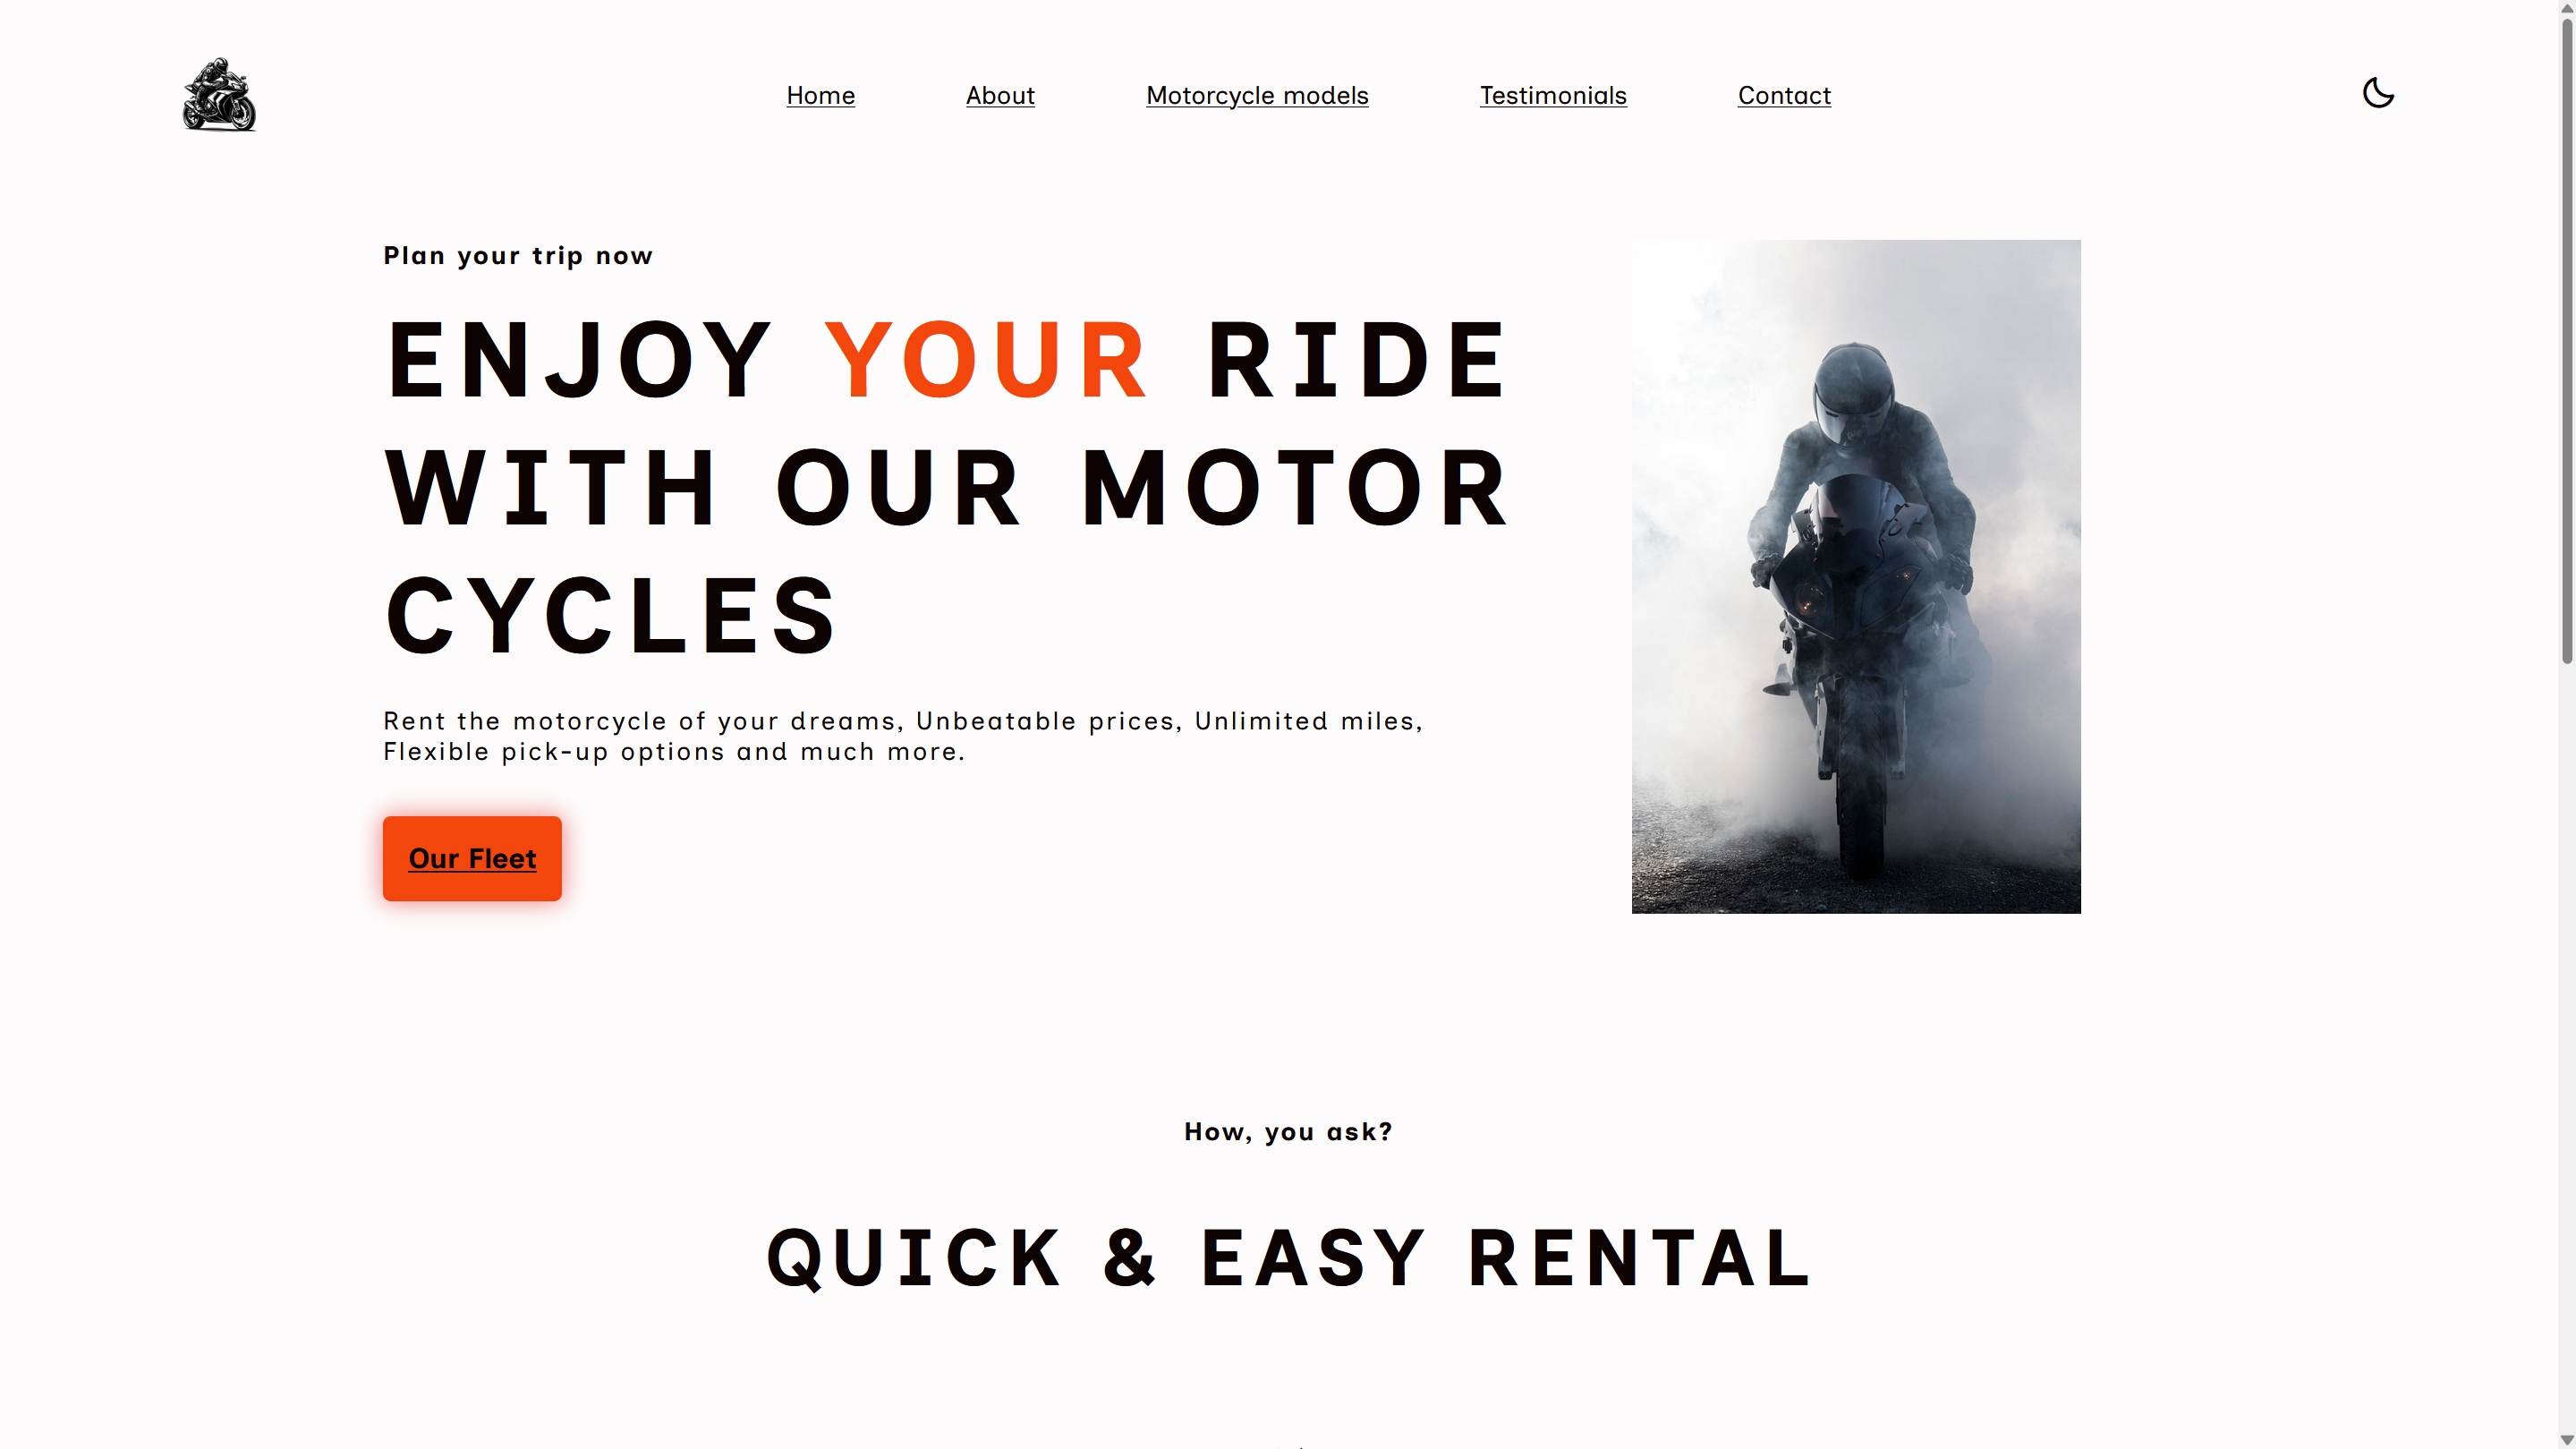 Home About Motorcycle models Testimonials Contact
Plan your trip now
ENJOY YOUR RIDE
WITH OUR MOTOR
CYCLES
Rent the motorcycle of your dreams, Unbeatable prices, Unlimited miles,
Flexible pick-up options and much more.
Our Fleet
How, you ask?
QUICK & EASY RENTAL